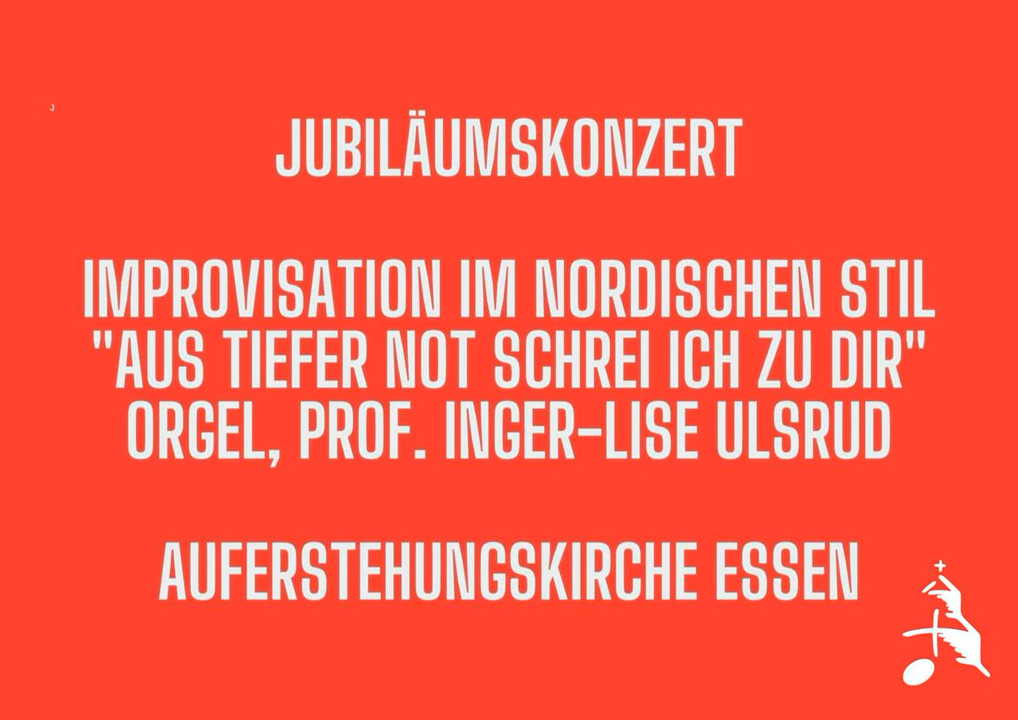 J
JUBILÄUMSKONZERT
IMPROVISATION IM NORDISCHEN STIL
"AUS TIEFER NOT SCHREI ICH ZU DIR"
ORGEL, PROF. INGER-LISE ULSRUD
AUFERSTEHUNGSKIRCHE ESSEN